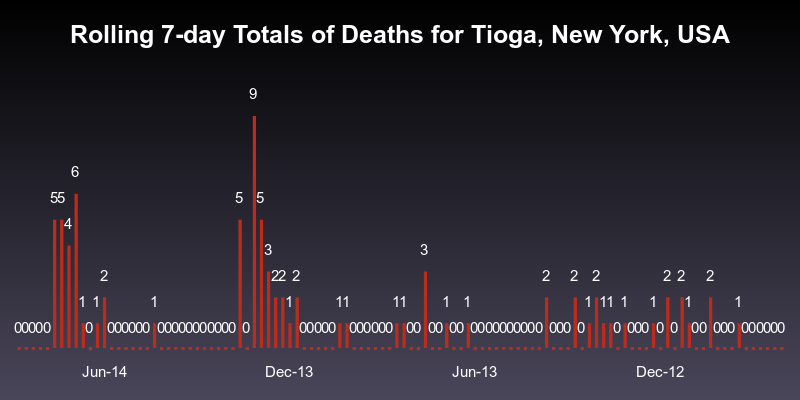 Rolling 7-day Totals of Deaths for Tioga, New York, USA
9
6
55 5 5
4
3 3
2 22 2 2 2 2 2 2 2
1 1 1 1 11 11 1 1 1 11 1 1 1 1
00000 0 000000 00000000000 0 00000 000000 00 00 00 0000000000 000 0 0 000 0 0 00 000 000000
Jun-14 Dec-13 Jun-13 Dec-12